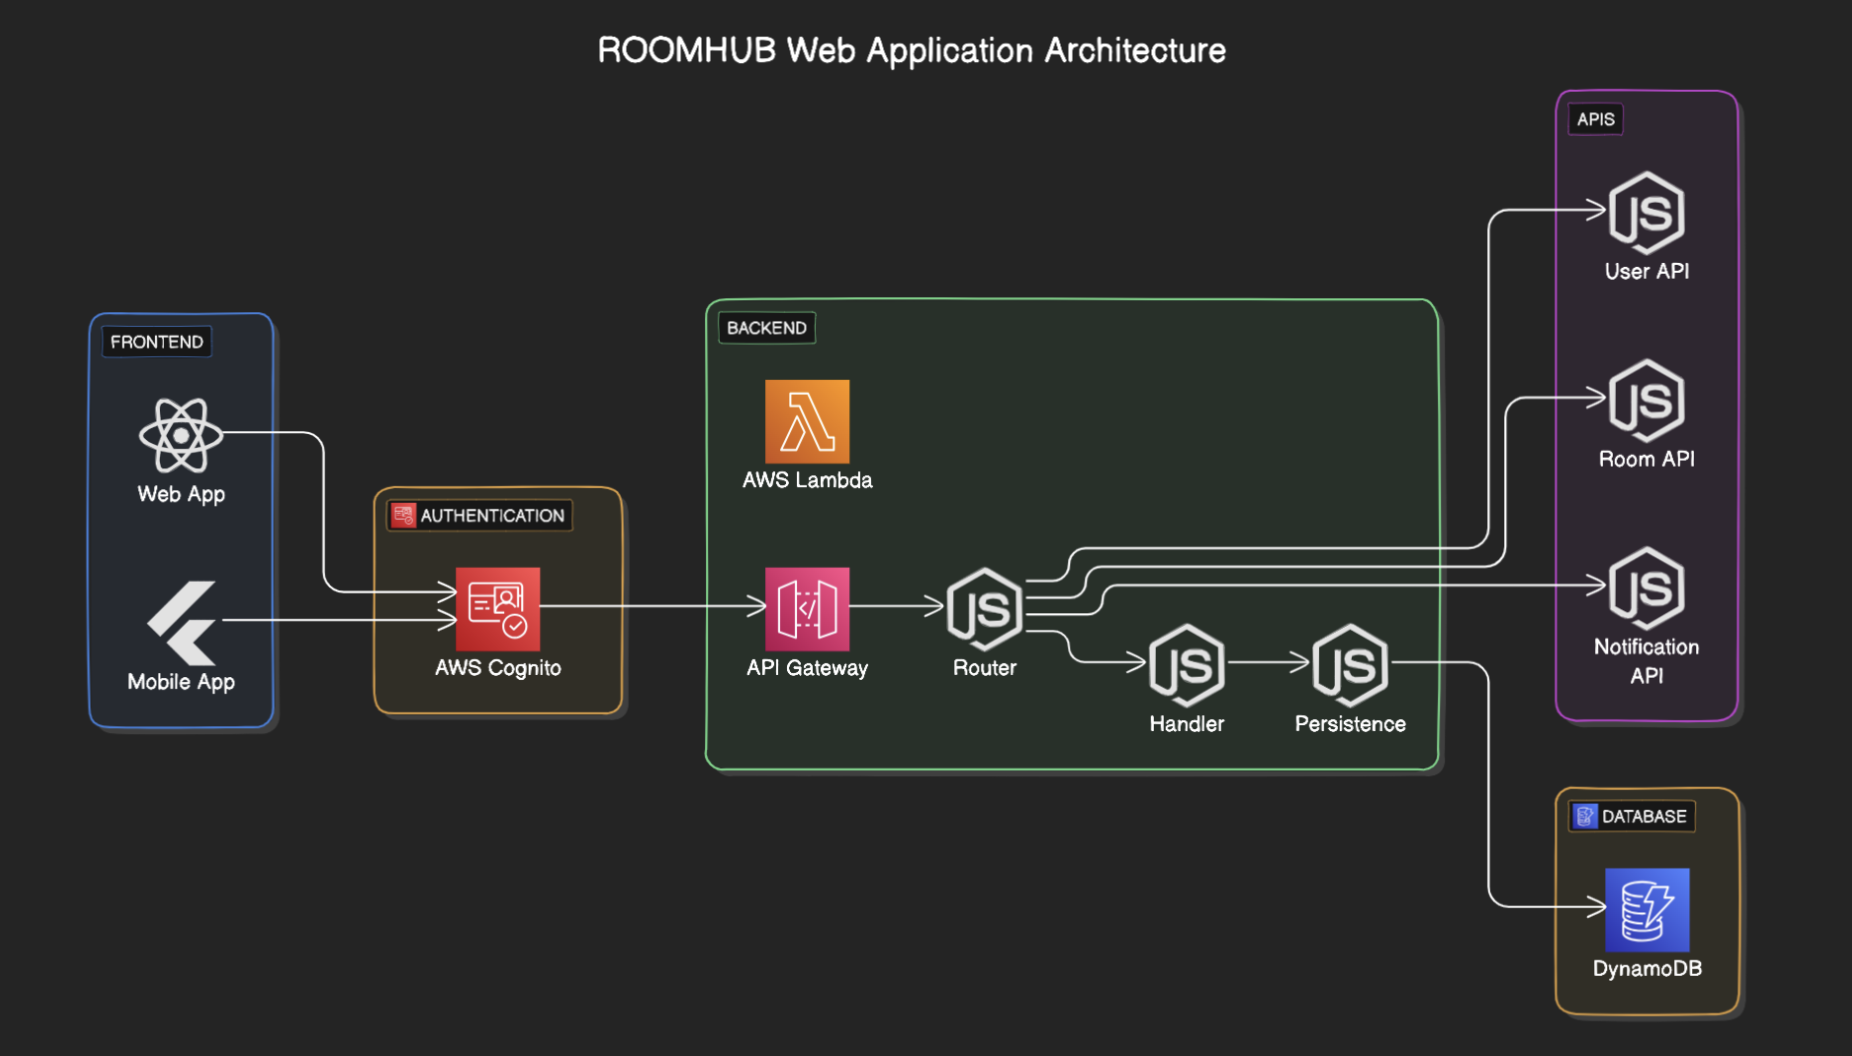 ROOMHUB Web Application Architecture
FRONTEND
Web App
Mobile App
AUTHENTICATION
AWS Cognito
BACKEND
AWS Lambda
API Gateway
JS
Router
JS
Handler
JS
Persistence
APIS
JS
User API
JS
Room API
JS
Notification
API
DATABASE
DynamoDB